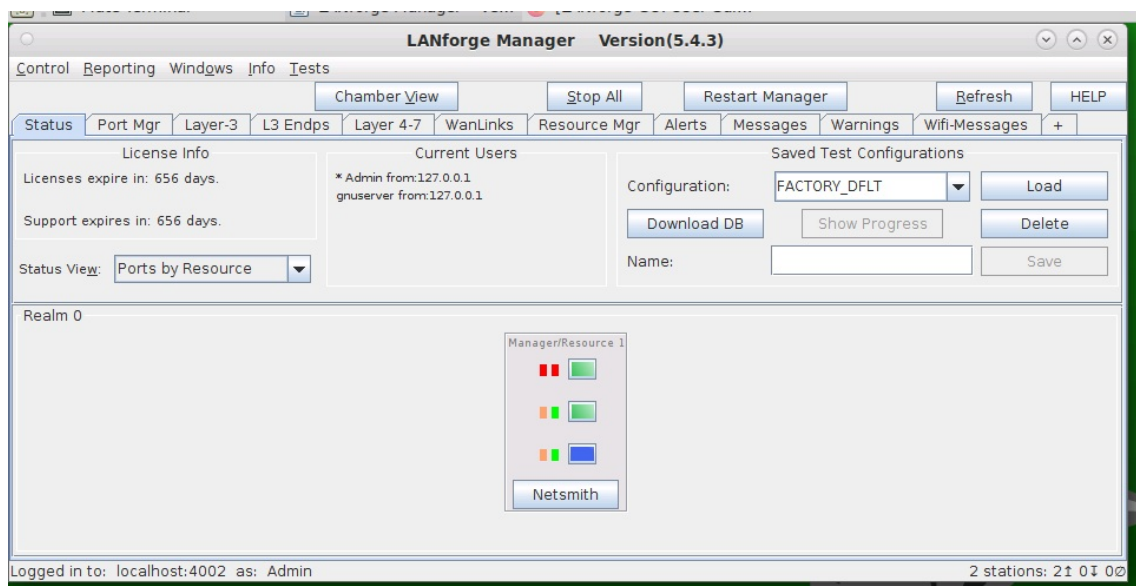 LANforge Manager Version(5.4.3)
Control Reporting Windows Info Tests
Chamber View Stop All Restart Manager Refresh HELP
Status Port Mgr Layer-3 L3 Endps Layer 4-7 WanLinks Resource Mgr Alerts Messages Warnings Wifi-Messages +
License Info
Licenses expire in: 656 days.
Support expires in: 656 days.
Status View: Ports by Resource
Current Users
* Admin from:127.0.0.1
gnuserver from:127.0.0.1
Saved Test Configurations
Configuration: FACTORY_DFLT Load
Download DB Show Progress Delete
Name: Save
Realm 0
Manager/Resource 1
Netsmith
Logged in to: localhost:4002 as: Admin
2 stations: 2↥ 0↧ 0∅